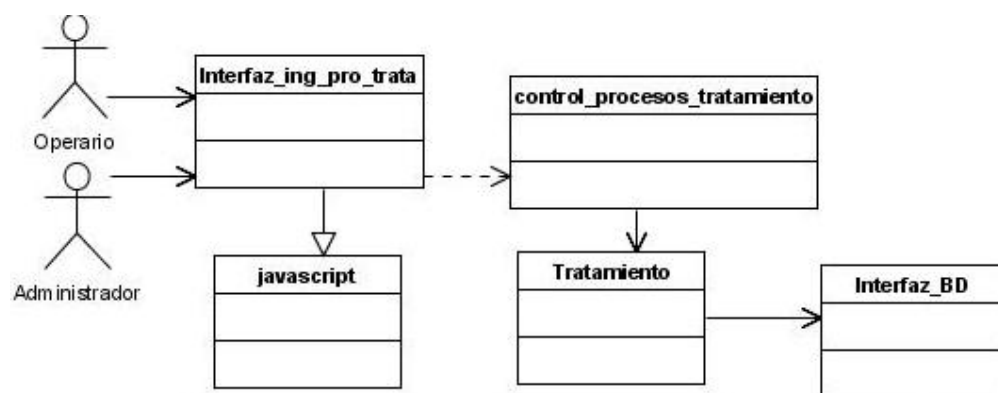 Interfaz_ing_pro_trata
control_procesos_tratamiento
Operario
Administrador
javascript
Tratamiento
Interfaz_BD